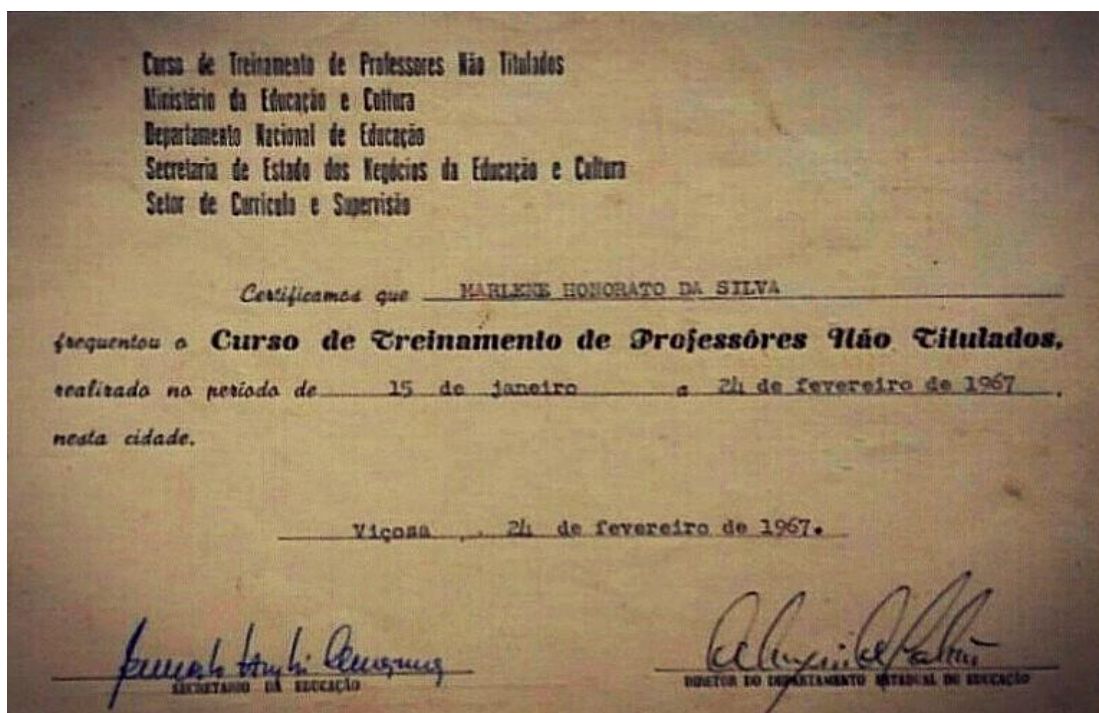 Curso de Treinamento de Professores Não Titulados
Ministério da Educação e Cultura
Departamento Nacional de Educação
Secretaria de Estado dos Negócios da Educação e Cultura
Setor de Currículo e Supervisão
Certificamos que MARLENE HONORATO DA SILVA
frequentou o Curso de Treinamento de Professôres Não Titulados,
realizado no período de 15 de janeiro a 24 de fevereiro de 1967,
nesta cidade.
Viçosa, 24 de fevereiro de 1967.
SECRETARIO DA EDUCAÇÃO
DIRETOR DO DEPARTAMENTO ESTADUAL DE EDUCAÇÃO